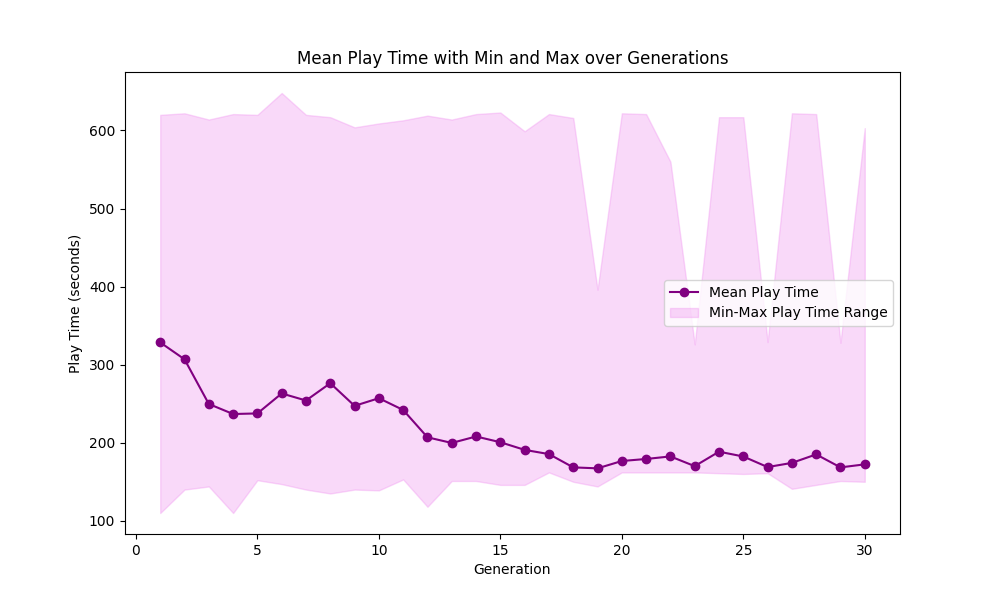 Mean Play Time with Min and Max over Generations
600
500
400
300
200
100
Play Time (seconds)
Mean Play Time
Min-Max Play Time Range
0 5 10 15 20 25 30
Generation